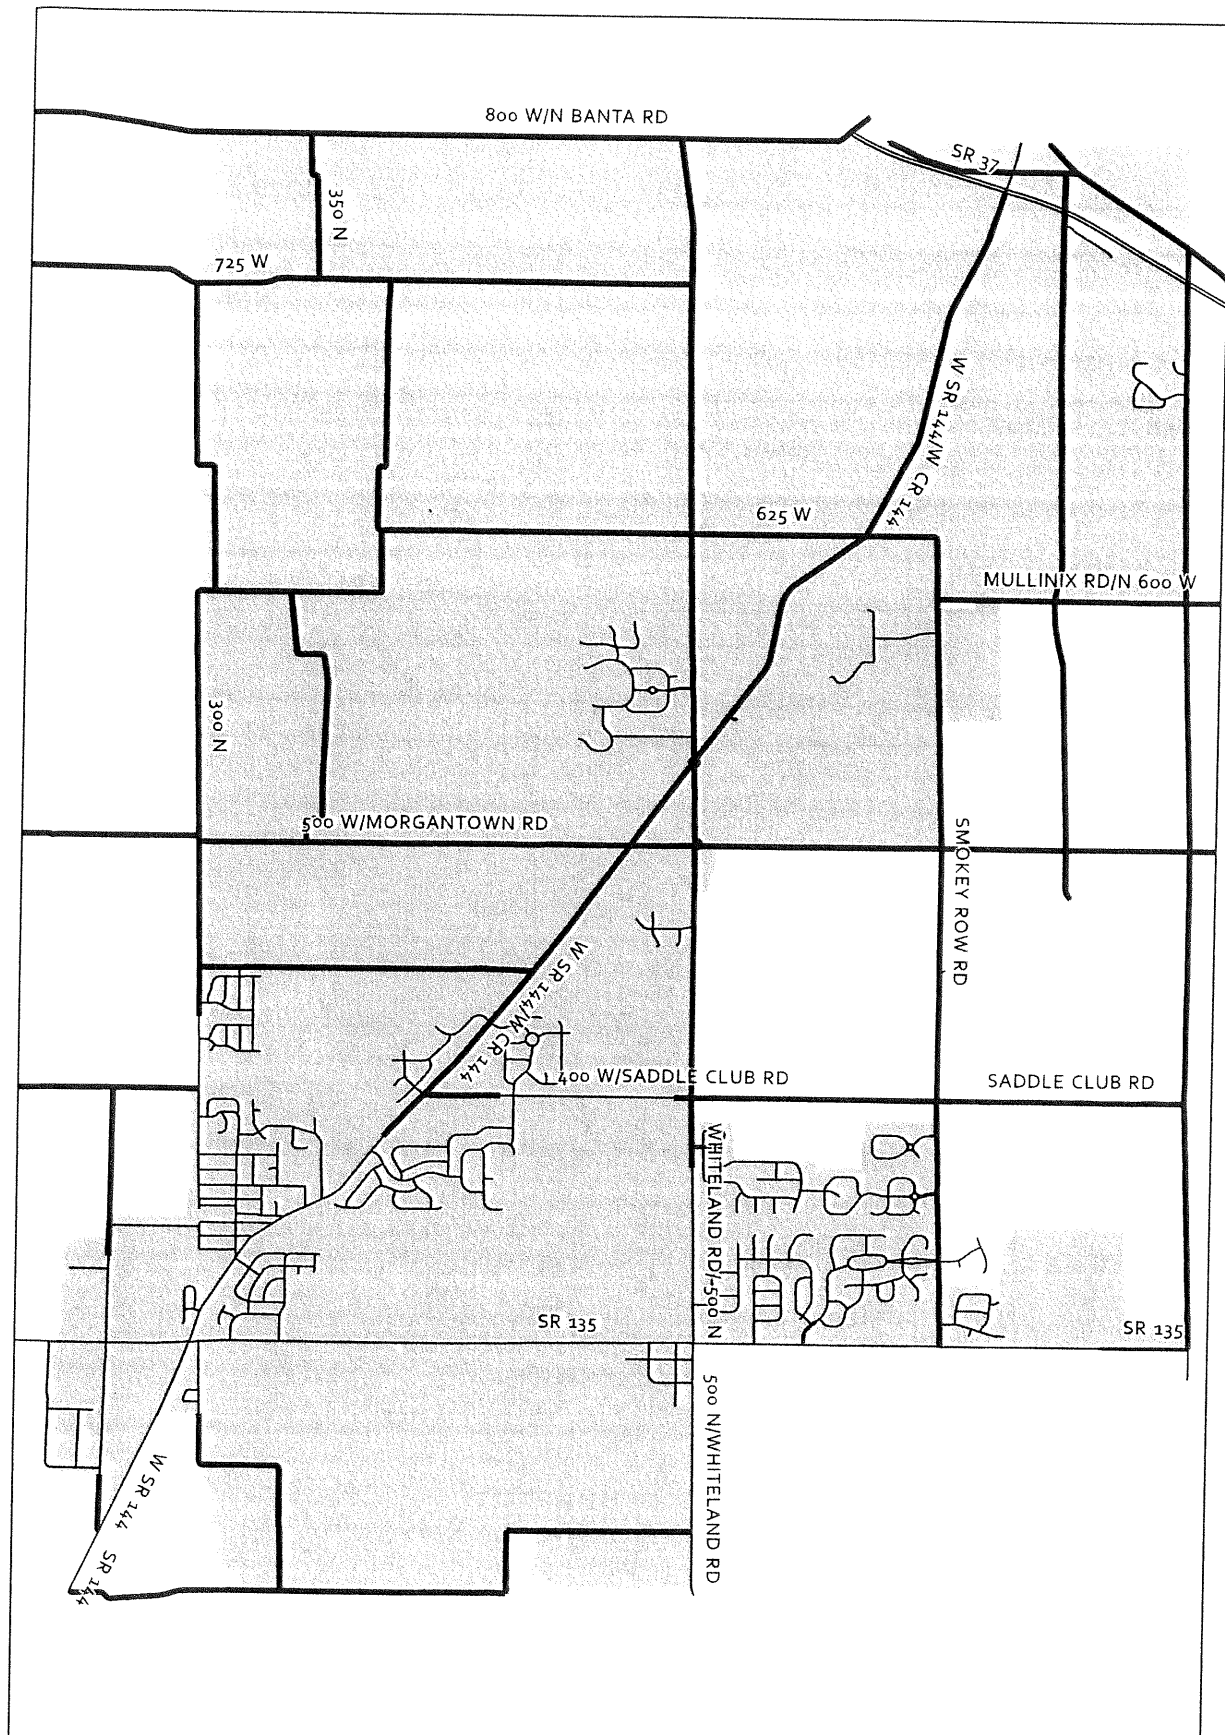 800 W/N BANTA RD
SR 37
350 N
725 W
W SR 144/W CR 144
625 W
MULLINIX RD/N 600 W
300 N
500 W/MORGANTOWN RD
SMOKEY ROW RD
W SR 144/W CR 144
400 W/SADDLE CLUB RD
SADDLE CLUB RD
WHITELAND RD/-500 N
SR 135
SR 135
500 N/WHITELAND RD
W SR 144
SR 144